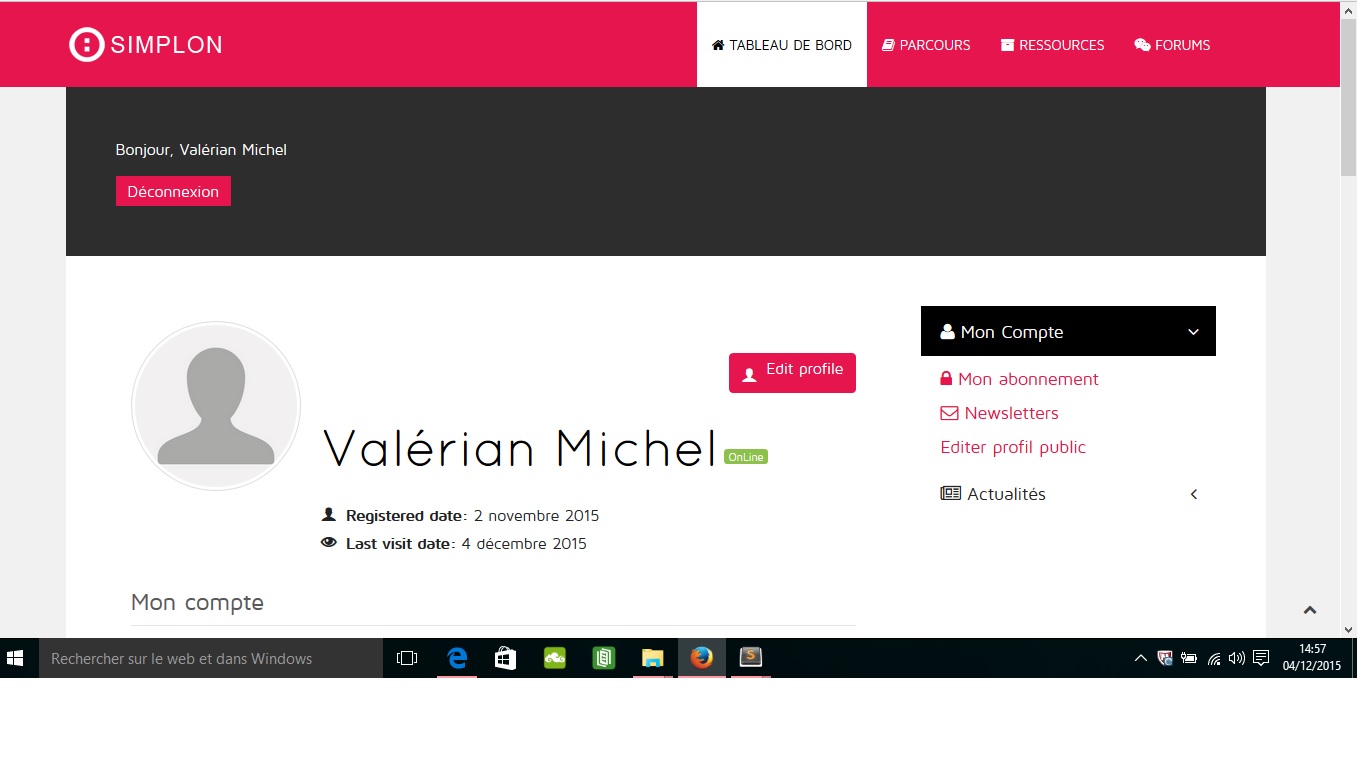 SIMPLON
TABLEAU DE BORD
PARCOURS
RESSOURCES
FORUMS
Bonjour, Valérian Michel
Déconnexion
Edit profile
Valérian Michel
OnLine
Registered date: 2 novembre 2015
Last visit date: 4 décembre 2015
Mon compte
Mon Compte
Mon abonnement
Newsletters
Editer profil public
Actualités
Rechercher sur le web et dans Windows
14:57
04/12/2015